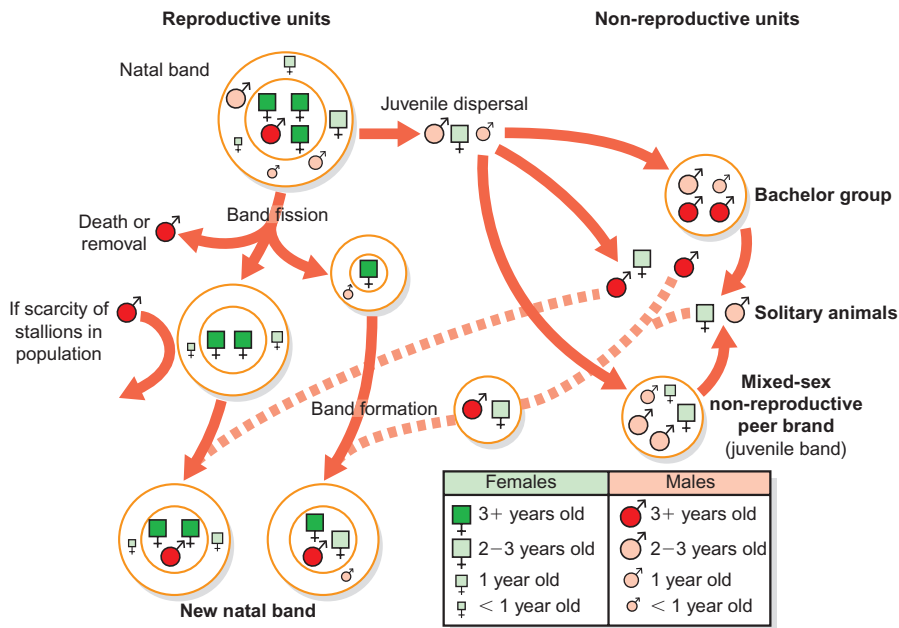 Reproductive units
Non-reproductive units
Natal band
Juvenile dispersal
Bachelor group
Death or
removal
Band fission
If scarcity of
stallions in
population
Solitary animals
Mixed-sex
non-reproductive
peer brand
(juvenile band)
Band formation
New natal band
Females
Males
3+ years old
3+ years old
2–3 years old
2–3 years old
1 year old
1 year old
< 1 year old
< 1 year old